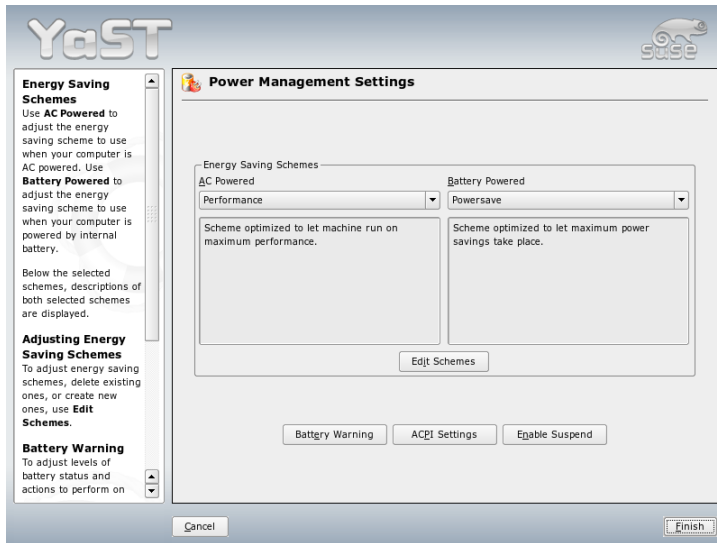 YaST
SUSE
Energy Saving
Schemes
Use AC Powered to
adjust the energy
saving scheme to use
when your computer is
AC powered. Use
Battery Powered to
adjust the energy
saving scheme to use
when your computer is
powered by internal
battery.
Below the selected
schemes, descriptions of
both selected schemes
are displayed.
Adjusting Energy
Saving Schemes
To adjust energy saving
schemes, delete existing
ones, or create new
ones, use Edit
Schemes.
Battery Warning
To adjust levels of
battery status and
actions to perform on
Power Management Settings
Energy Saving Schemes
AC Powered
Performance
Scheme optimized to let machine run on
maximum performance.
Battery Powered
Powersave
Scheme optimized to let maximum power
savings take place.
Edit Schemes
Battery Warning
ACPI Settings
Enable Suspend
Cancel
Finish